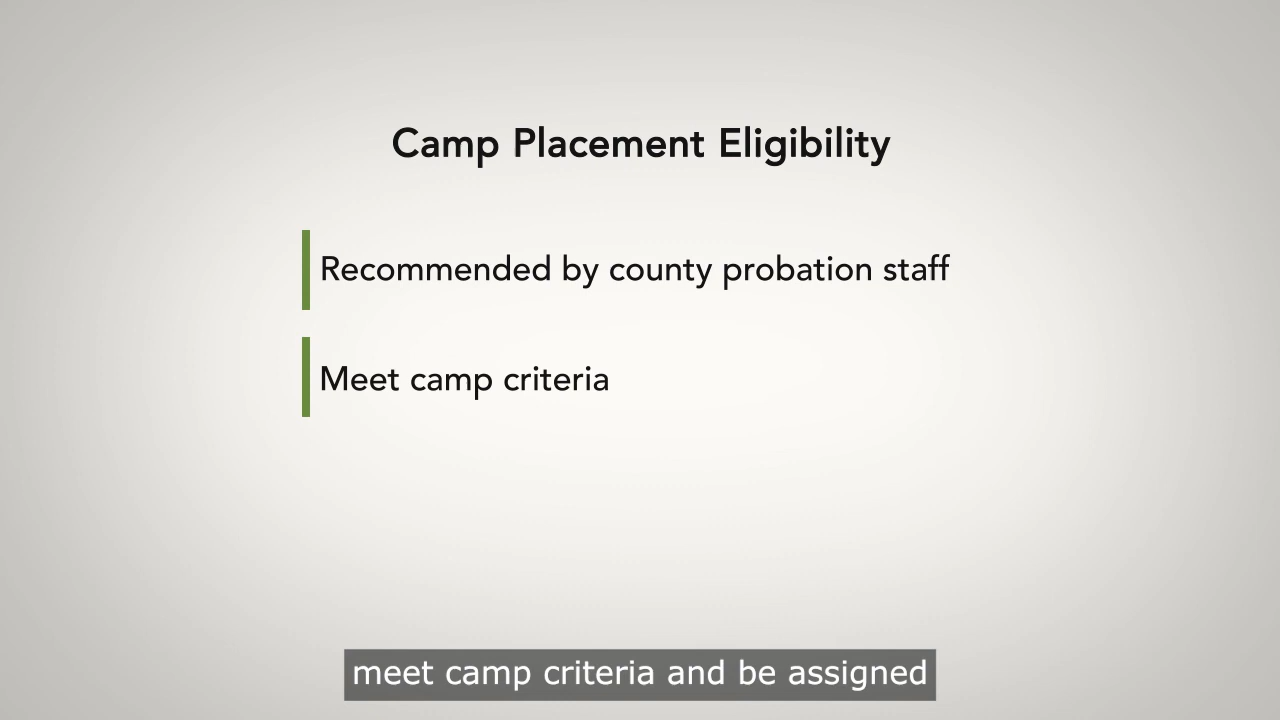 Camp Placement Eligibility
Recommended by county probation staff
Meet camp criteria
meet camp criteria and be assigned